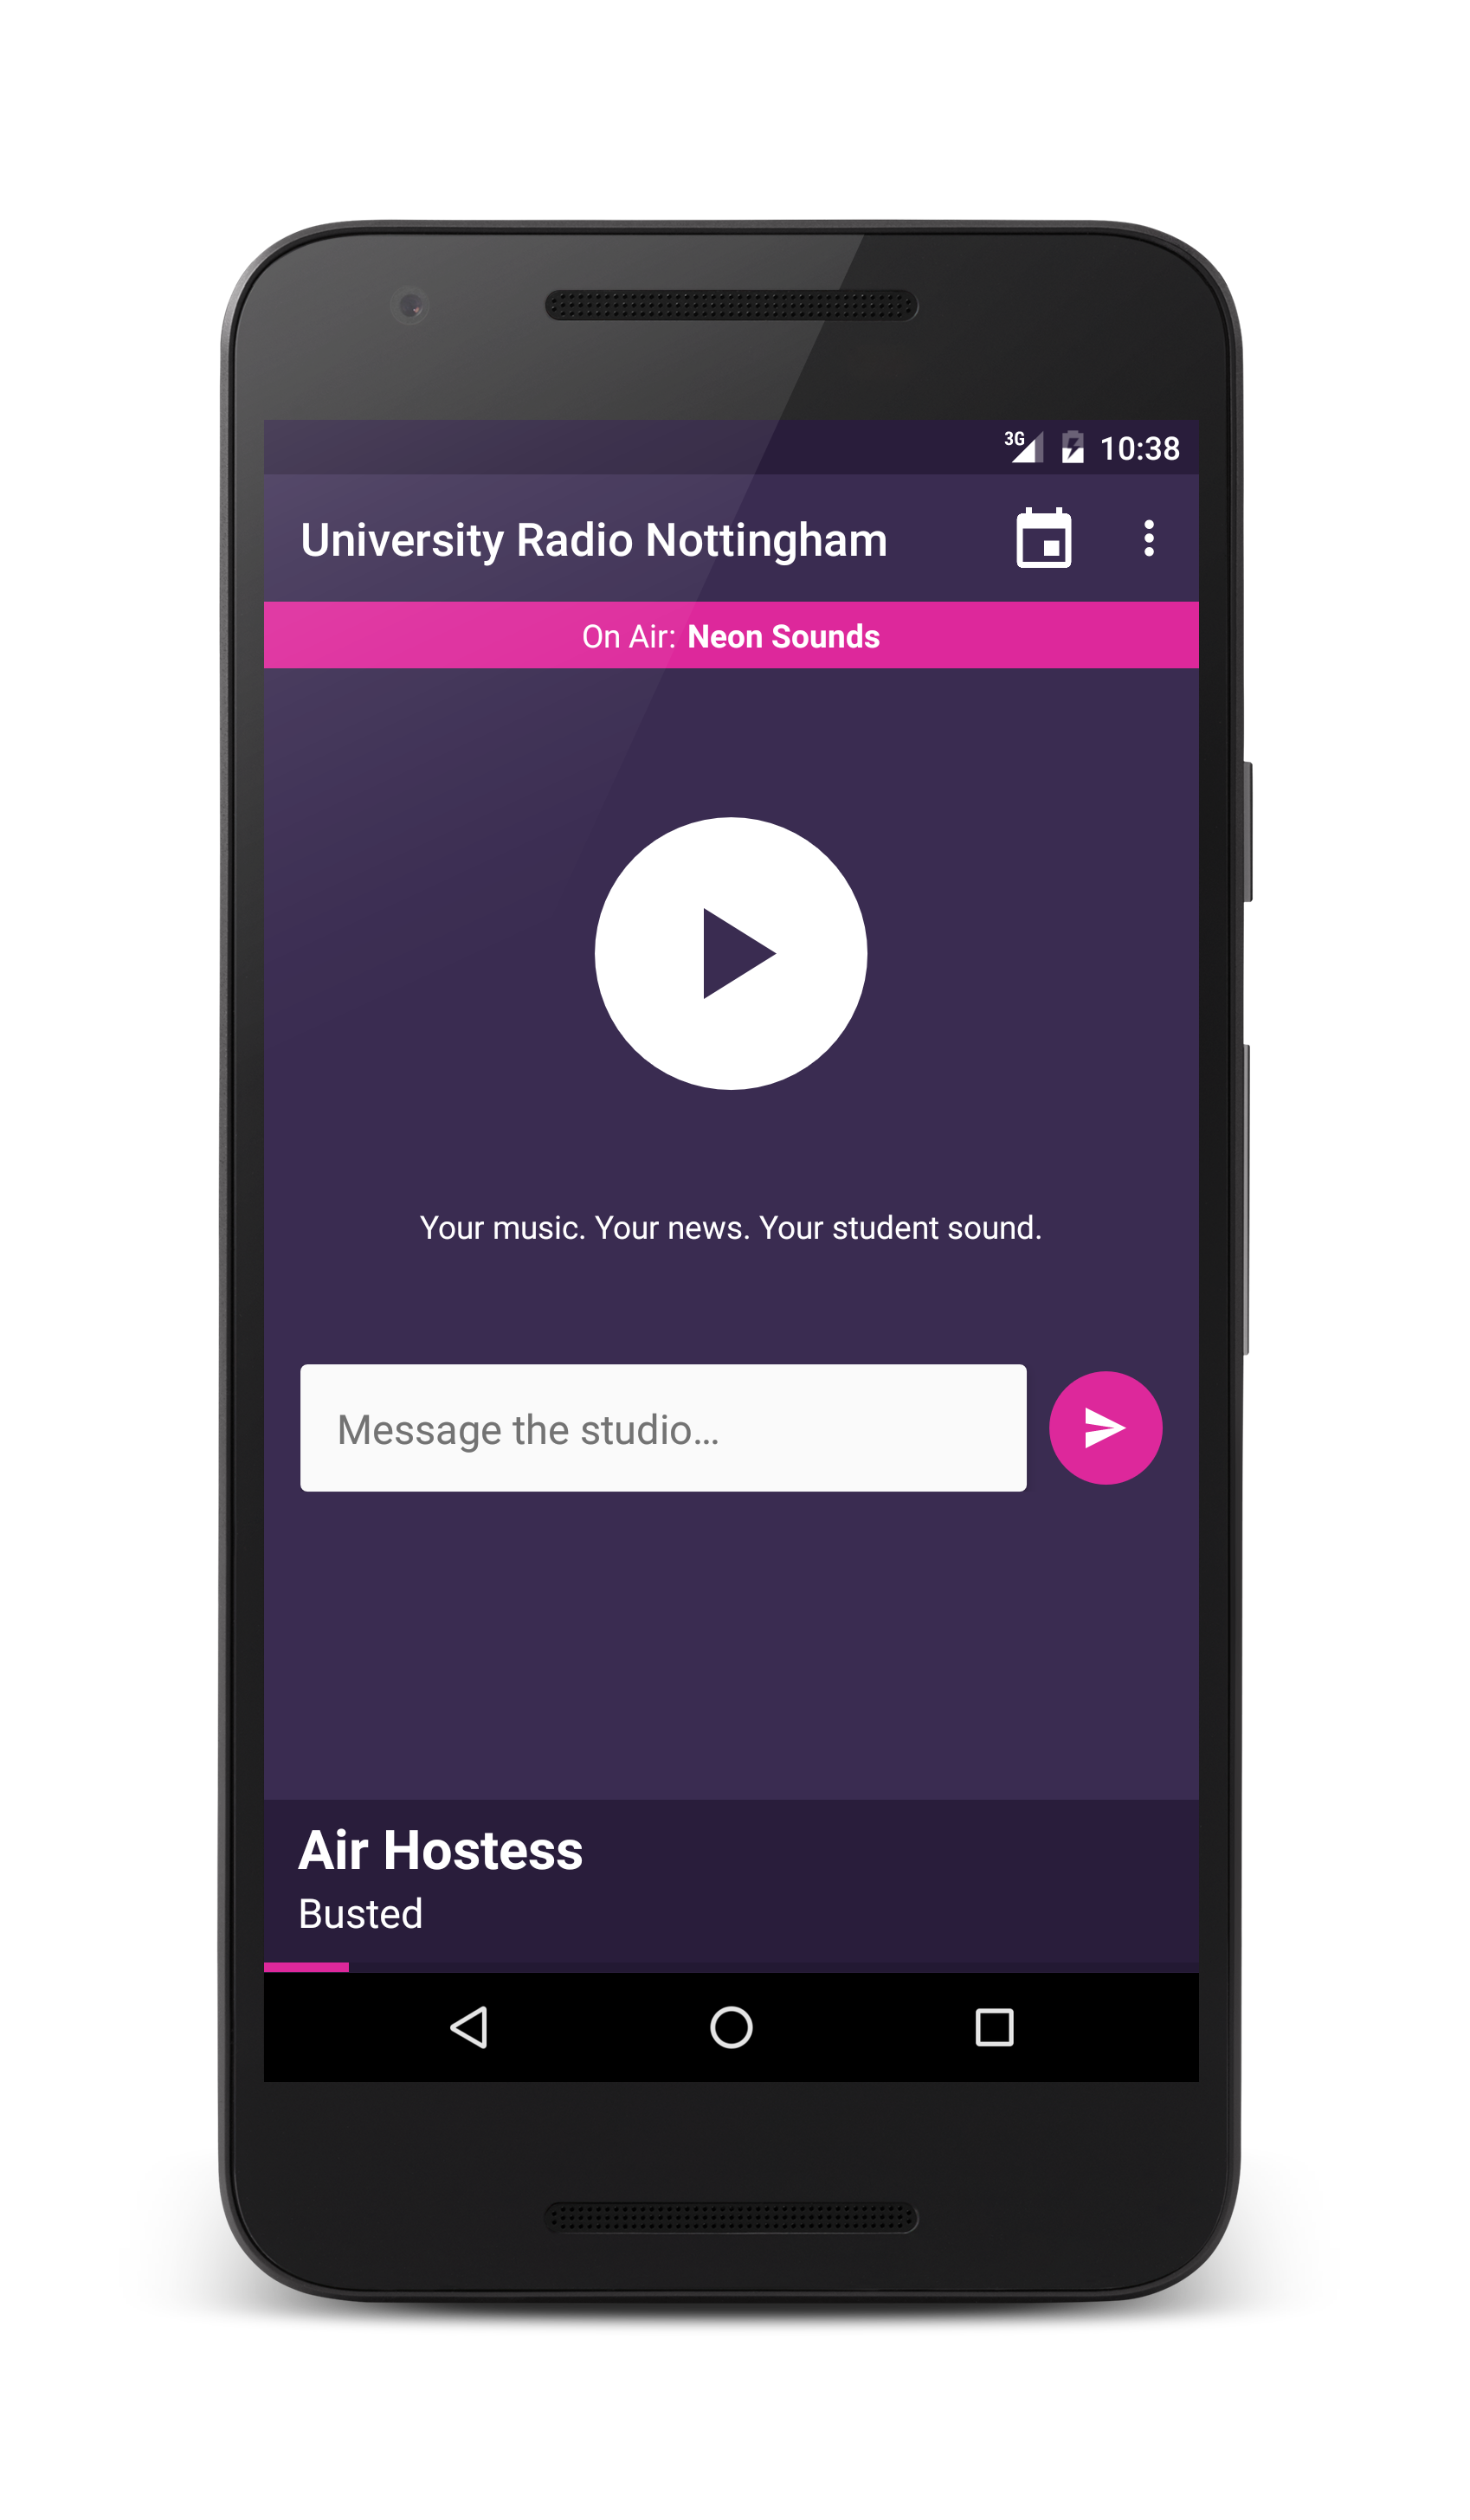 3G 10:38
University Radio Nottingham
On Air: Neon Sounds
Your music. Your news. Your student sound.
Message the studio...
Air Hostess
Busted